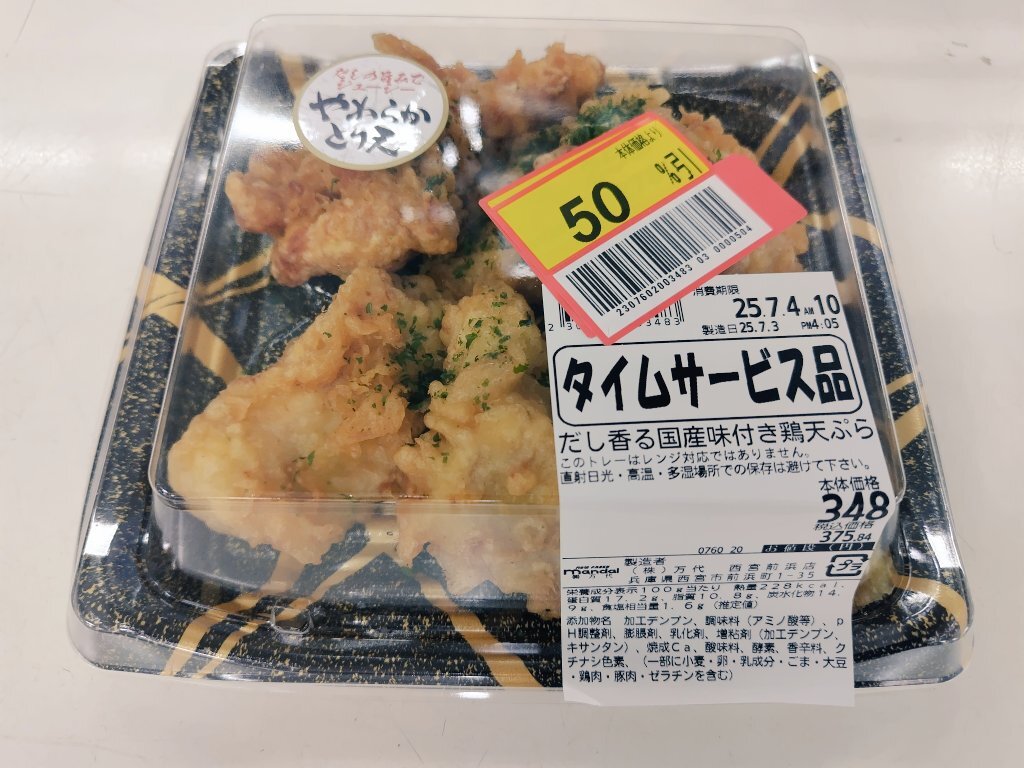 だしの旨みで
ジューシー
やわらか
とり天
本体価格より
50 %引
2307602003483 03 0000504
消費期限
25.7.4 AM 10
製造日25.7.3 PM4:05
タイムサービス品
だし香る国産味付き鶏天ぷら
このトレーはレンジ対応ではありません。
直射日光・高温・多湿場所での保存は避けて下さい。
本体価格
348
税込価格
375.84
0760 20 お値段(円)
製造者
mandai (株)万代 西宮前浜店
兵庫県西宮市前浜町1-35
栄養成分表示100g当たり 熱量228kcal、
蛋白質17.2g、脂質10.8g、炭水化物14.
9g、食塩相当量1.6g(推定値)
添加物名 加工デンプン、調味料(アミノ酸等)、p
H調整剤、膨脹剤、乳化剤、増粘剤(加工デンプン、
キサンタン)、焼成Ca、酸味料、酵素、香辛料、ク
チナシ色素、(一部に小麦・卵・乳成分・ごま・大豆
・鶏肉・豚肉・ゼラチンを含む)